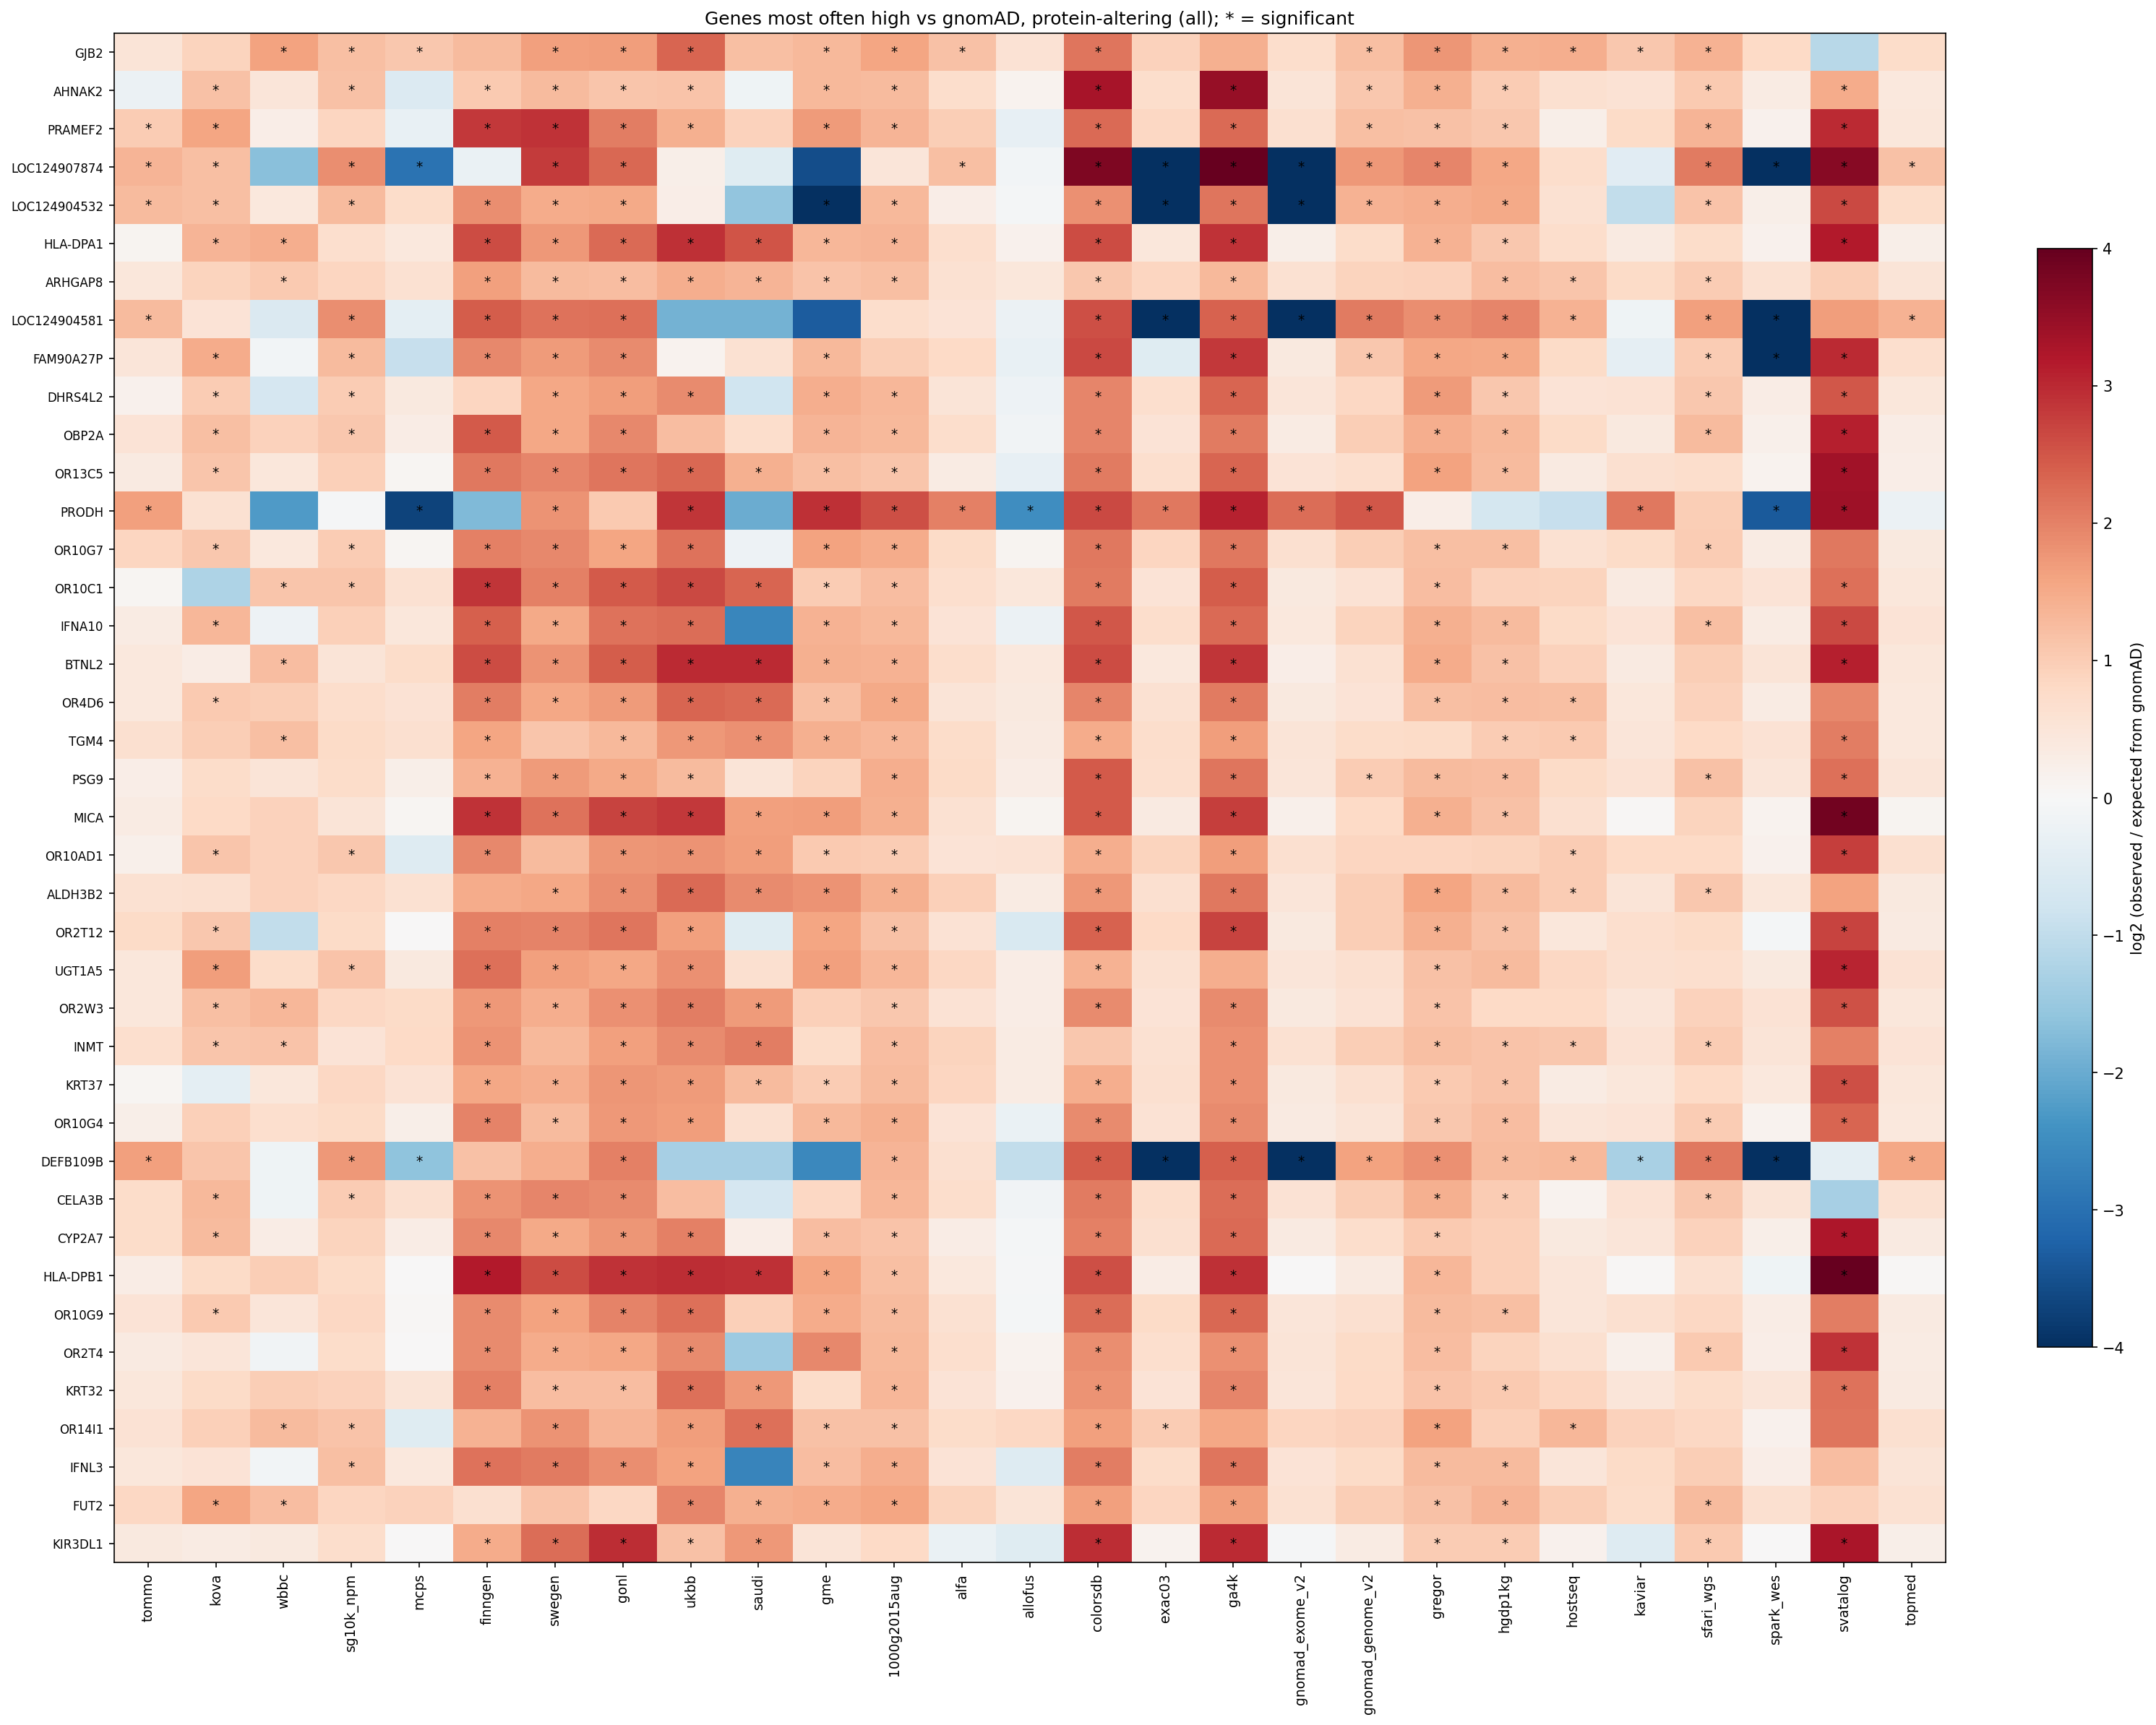 Genes most often high vs gnomAD, protein-altering (all); * = significant
GJB2
AHNAK2
PRAMEF2
LOC124907874
LOC124904532
HLA-DPA1
ARHGAP8
LOC124904581
FAM90A27P
DHRS4L2
OBP2A
OR13C5
PRODH
OR10G7
OR10C1
IFNA10
BTNL2
OR4D6
TGM4
PSG9
MICA
OR10AD1
ALDH3B2
OR2T12
UGT1A5
OR2W3
INMT
KRT37
OR10G4
DEFB109B
CELA3B
CYP2A7
HLA-DPB1
OR10G9
OR2T4
KRT32
OR14I1
IFNL3
FUT2
KIR3DL1
tommo
kova
wbbc
sg10k_npm
mcps
finngen
swegen
gonl
ukbb
saudi
gme
1000g2015aug
alfa
allofus
colorsdb
exac03
ga4k
gnomad_exome_v2
gnomad_genome_v2
gregor
hgdp1kg
hostseq
kaviar
sfari_wgs
spark_wes
svatalog
topmed
4
3
2
1
0
−1
−2
−3
−4
log2 (observed / expected from gnomAD)